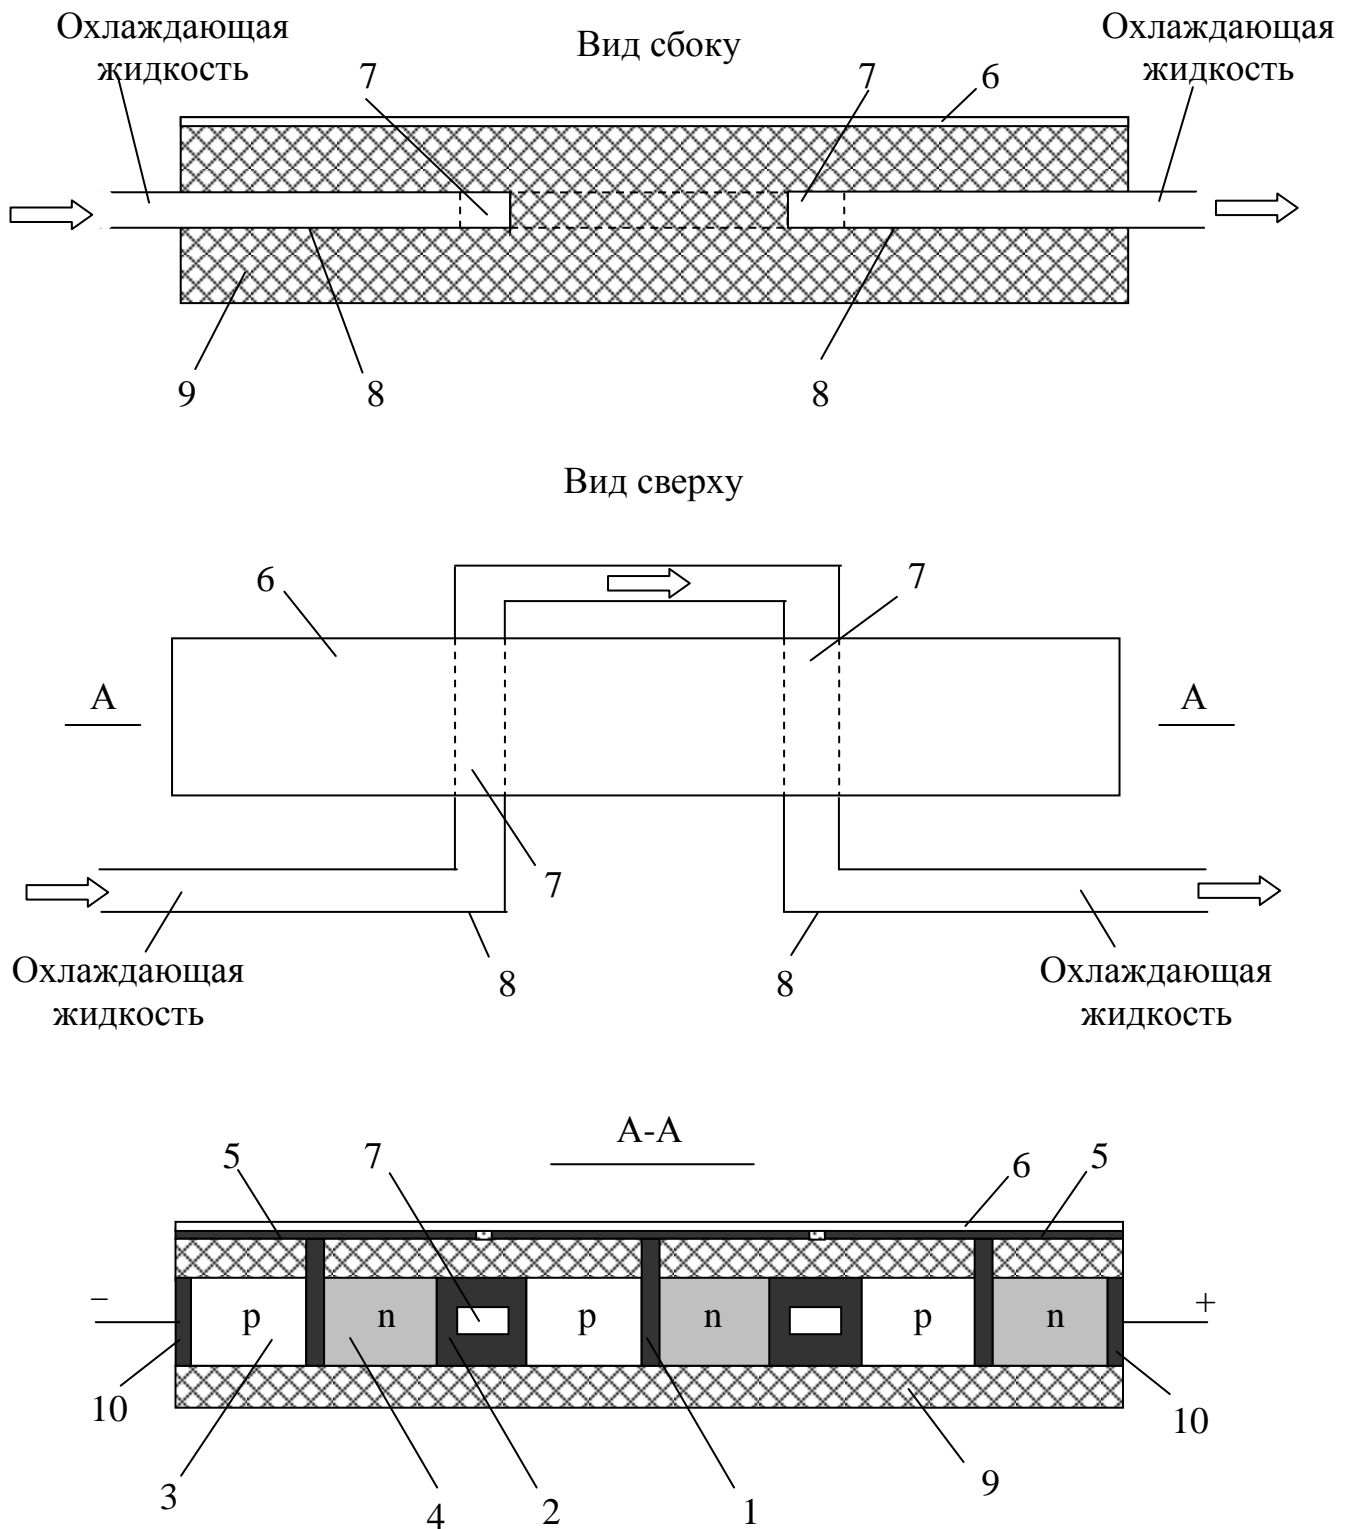 Охлаждающая
жидкость
Вид сбоку
Охлаждающая
жидкость
7
7
6
9
8
8
Вид сверху
6
7
А
А
7
Охлаждающая
жидкость
8
8
Охлаждающая
жидкость
А-А
5
7
6
5
–
p
n
p
n
p
n
+
10
10
3
4
2
1
9